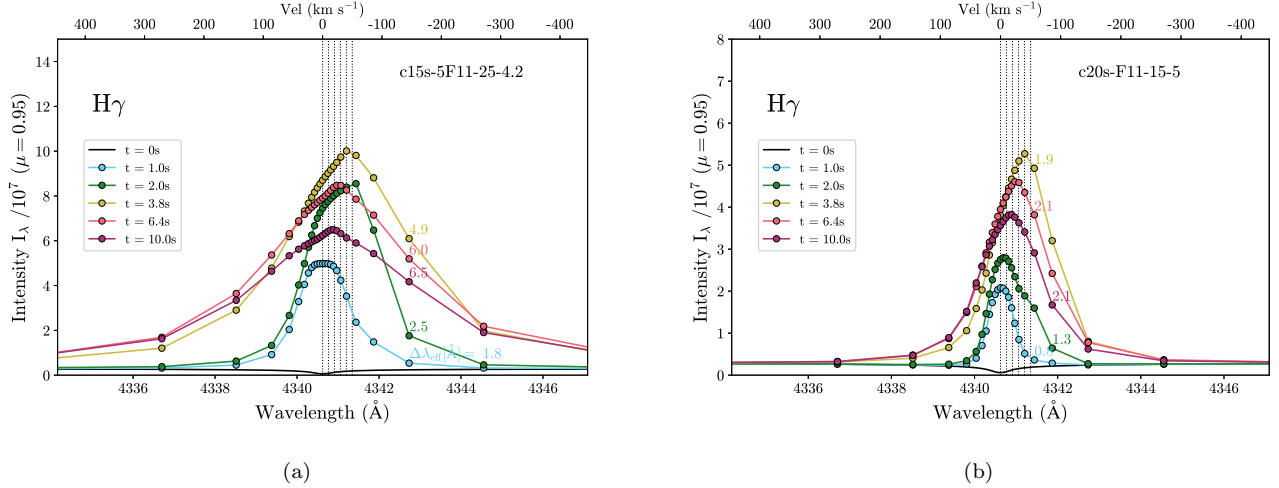 Vel (km s⁻¹)
400 300 200 100 0 -100 -200 -300 -400
14
12
10
8
6
4
2
0
Intensity I_λ /10⁷ (μ = 0.95)
c15s-5F11-25-4.2
Hγ
t = 0s
t = 1.0s
t = 2.0s
t = 3.8s
t = 6.4s
t = 10.0s
4.9
6.0
6.5
2.5
Δλ_eff[Å] = 1.8
4336 4338 4340 4342 4344 4346
Wavelength (Å)
(a)
Vel (km s⁻¹)
400 300 200 100 0 -100 -200 -300 -400
8
7
6
5
4
3
2
1
0
Intensity I_λ /10⁷ (μ = 0.95)
c20s-F11-15-5
Hγ
t = 0s
t = 1.0s
t = 2.0s
t = 3.8s
t = 6.4s
t = 10.0s
1.9
2.1
2.1
1.3
0.8
4336 4338 4340 4342 4344
Wavelength (Å)
(b)